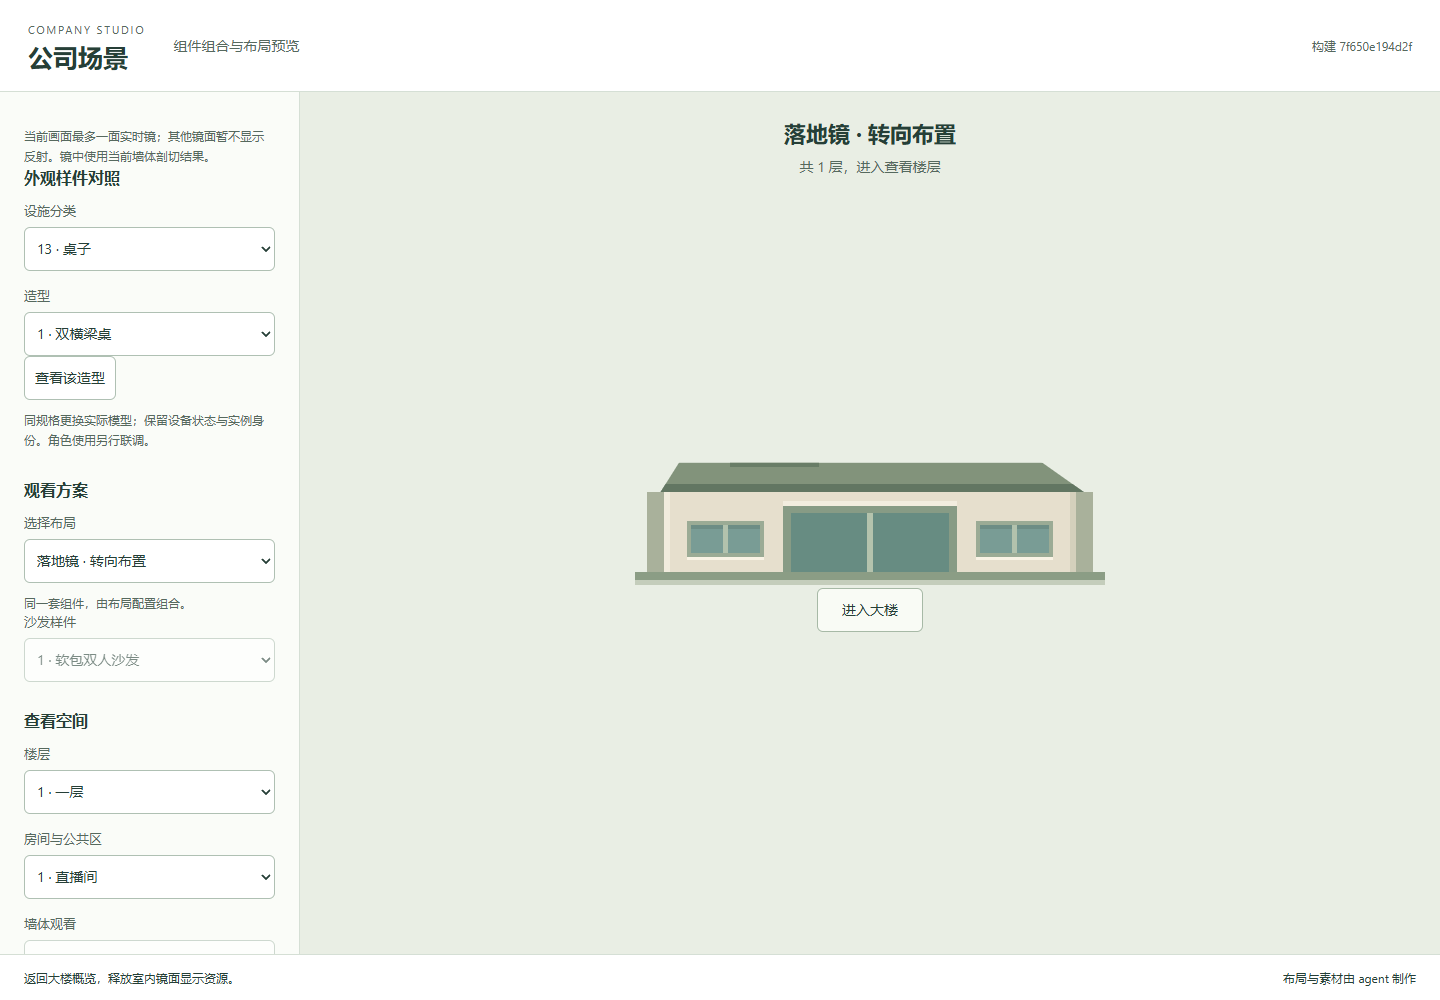 COMPANY STUDIO
公司场景
组件组合与布局预览
构建 7f650e194d2f
当前画面最多一面实时镜；其他镜面暂不显示
反射。镜中使用当前墙体剖切结果。
外观样件对照
设施分类
13 · 桌子
造型
1 · 双横梁桌
查看该造型
同规格更换实际模型；保留设备状态与实例身
份。角色使用另行联调。
观看方案
选择布局
落地镜 · 转向布置
同一套组件，由布局配置组合。
沙发样件
1 · 软包双人沙发
查看空间
楼层
1 · 一层
房间与公共区
1 · 直播间
墙体观看
落地镜 · 转向布置
共 1 层，进入查看楼层
进入大楼
返回大楼概览，释放室内镜面显示资源。
布局与素材由 agent 制作